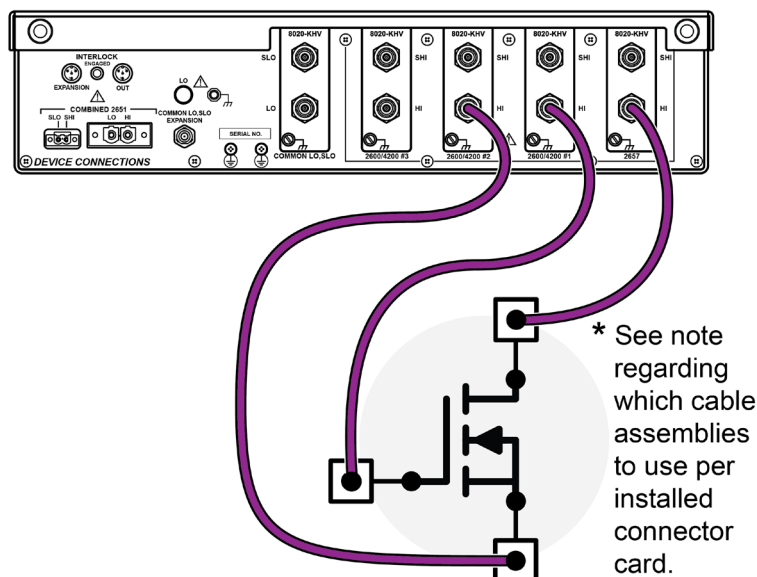 8020-KHV
8020-KHV
8020-KHV
8020-KHV
8020-KHV
INTERLOCK
ENGAGED
EXPANSION
OUT
SLO
SHI
SHI
SHI
SHI
LO
LO
HI
HI
HI
HI
COMBINED 2651
SLO SHI
LO HI
COMMON LO,SLO
EXPANSION
SERIAL NO.
DEVICE CONNECTIONS
COMMON LO,SLO
2600/4200 #3
2600/4200 #2
2600/4200 #1
2657
* See note
regarding
which cable
assemblies
to use per
installed
connector
card.